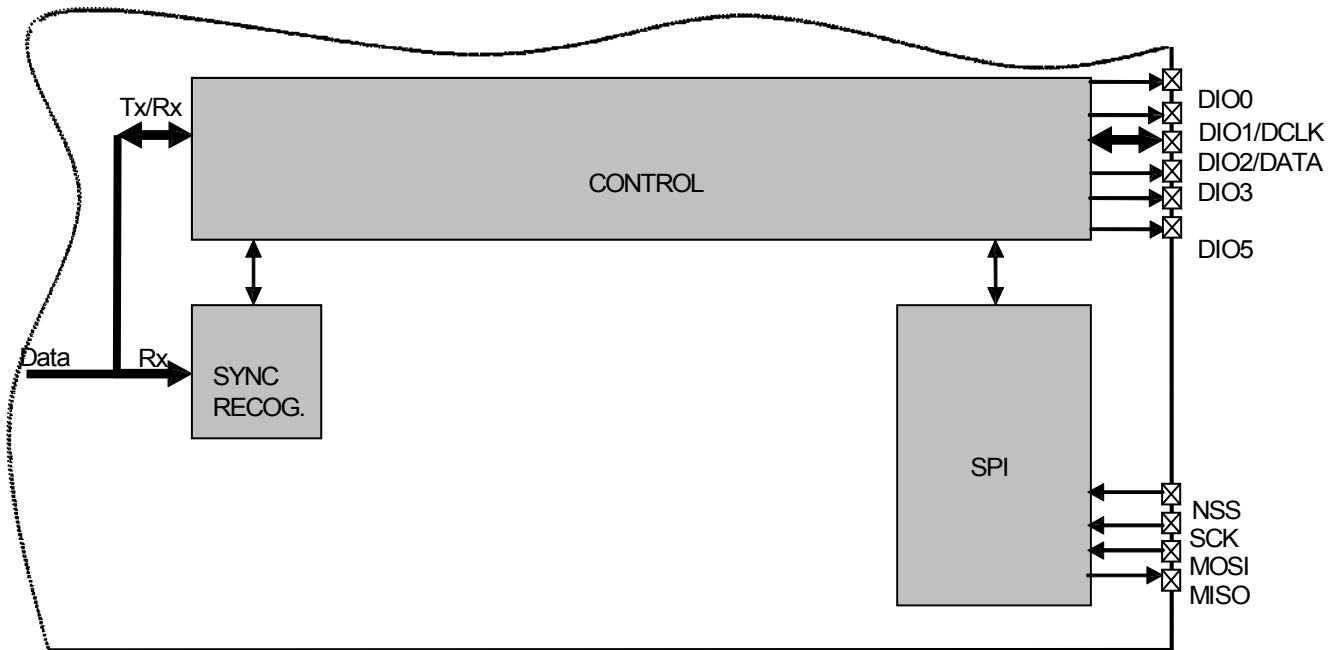 Tx/Rx
CONTROL
DIO0
DIO1/DCLK
DIO2/DATA
DIO3
DIO5
Data
Rx
SYNC
RECOG.
SPI
NSS
SCK
MOSI
MISO